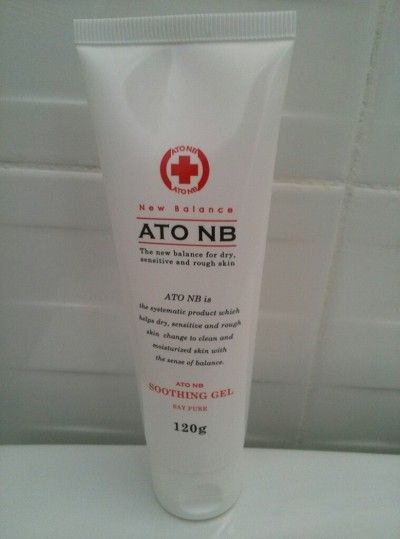 ATO NB
ATO NB
New Balance
ATO NB
The new balance for dry,
sensitive and rough skin
ATO NB is
the systematic product which
helps dry, sensitive and rough
skin change to clean and
moisturized skin with
the sense of balance.
ATO NB
SOOTHING GEL
SAY PURE
120g